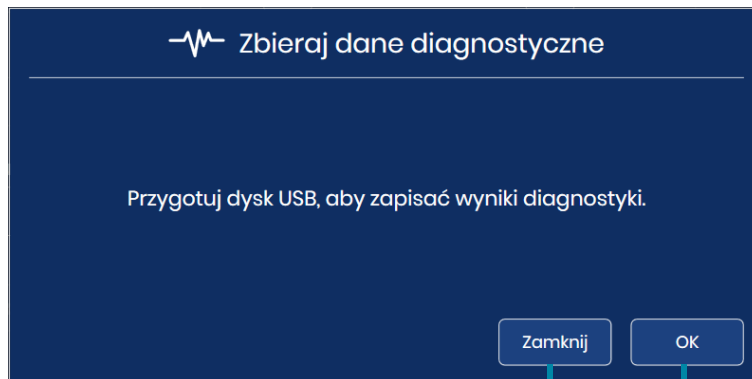 Zbieraj dane diagnostyczne
Przygotuj dysk USB, aby zapisać wyniki diagnostyki.
Zamknij OK